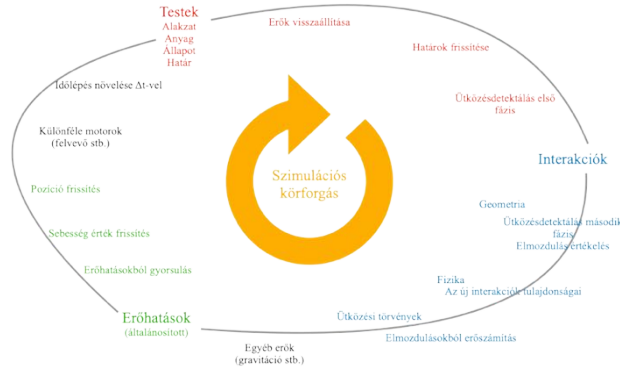 Testek
Alakzat
Anyag
Állapot
Határ
Erők visszaállítása
Határok frissítése
Ütközésdetektálás első
fázis
Interakciók
Geometria
Ütközésdetektálás második
fázis
Elmozdulás értékelés
Fizika
Az új interakciók tulajdonságai
Ütközési törvények
Elmozdulásokból erőszámítás
Egyéb erők
(gravitáció stb.)
Erőhatások
(általánosított)
Erőhatásokból gyorsulás
Sebesség érték frissítés
Pozíció frissítés
Különféle motorok
(felvevő stb.)
Időlépés növelése Δt-vel
Szimulációs
körforgás